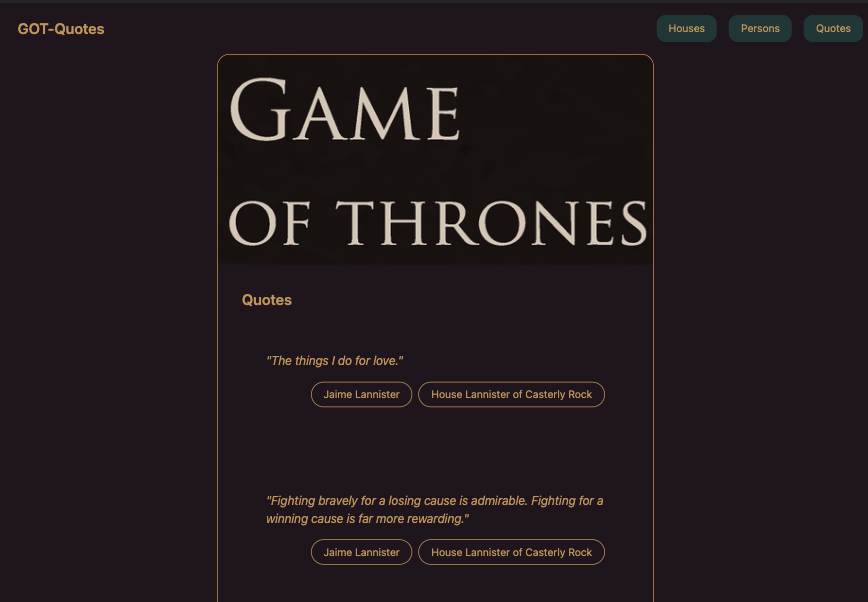 GOT-Quotes
Houses
Persons
Quotes
GAME
OF THRONES
Quotes
"The things I do for love."
Jaime Lannister
House Lannister of Casterly Rock
"Fighting bravely for a losing cause is admirable. Fighting for a
winning cause is far more rewarding."
Jaime Lannister
House Lannister of Casterly Rock